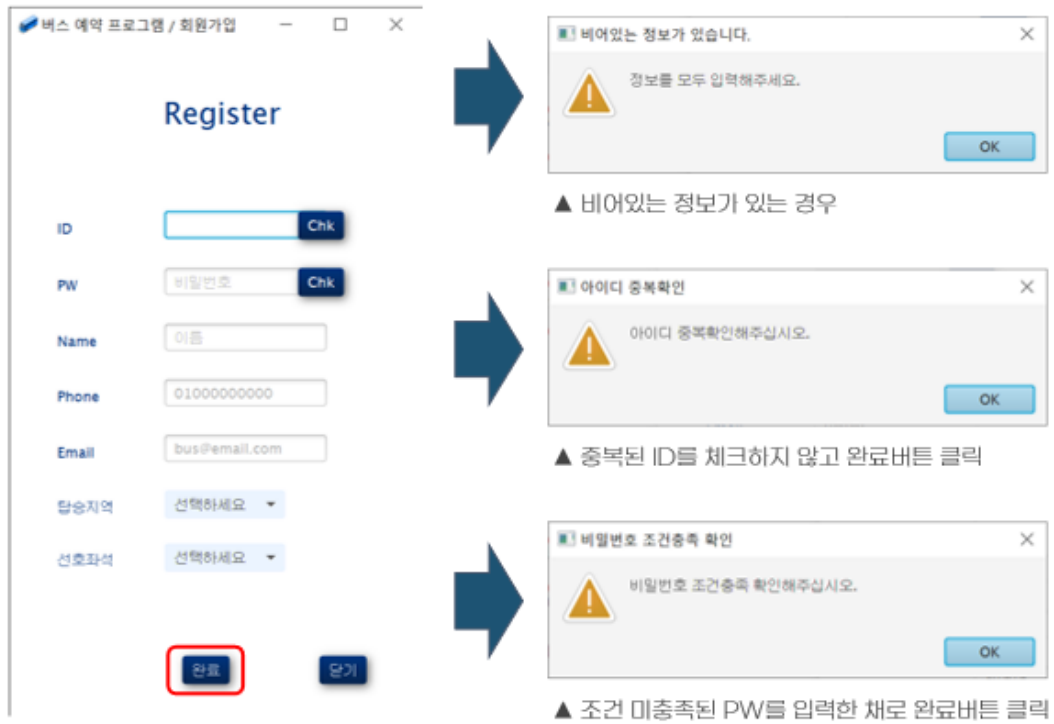 버스 예약 프로그램 / 회원가입
Register
ID
Chk
PW
비밀번호
Chk
Name
이름
Phone
01000000000
Email
bus@email.com
탑승지역
선택하세요
선호좌석
선택하세요
완료
닫기
비어있는 정보가 있습니다.
정보를 모두 입력해주세요.
OK
▲ 비어있는 정보가 있는 경우
아이디 중복확인
아이디 중복확인해주십시오.
OK
▲ 중복된 ID를 체크하지 않고 완료버튼 클릭
비밀번호 조건충족 확인
비밀번호 조건충족 확인해주십시오.
OK
▲ 조건 미충족된 PW를 입력한 채로 완료버튼 클릭